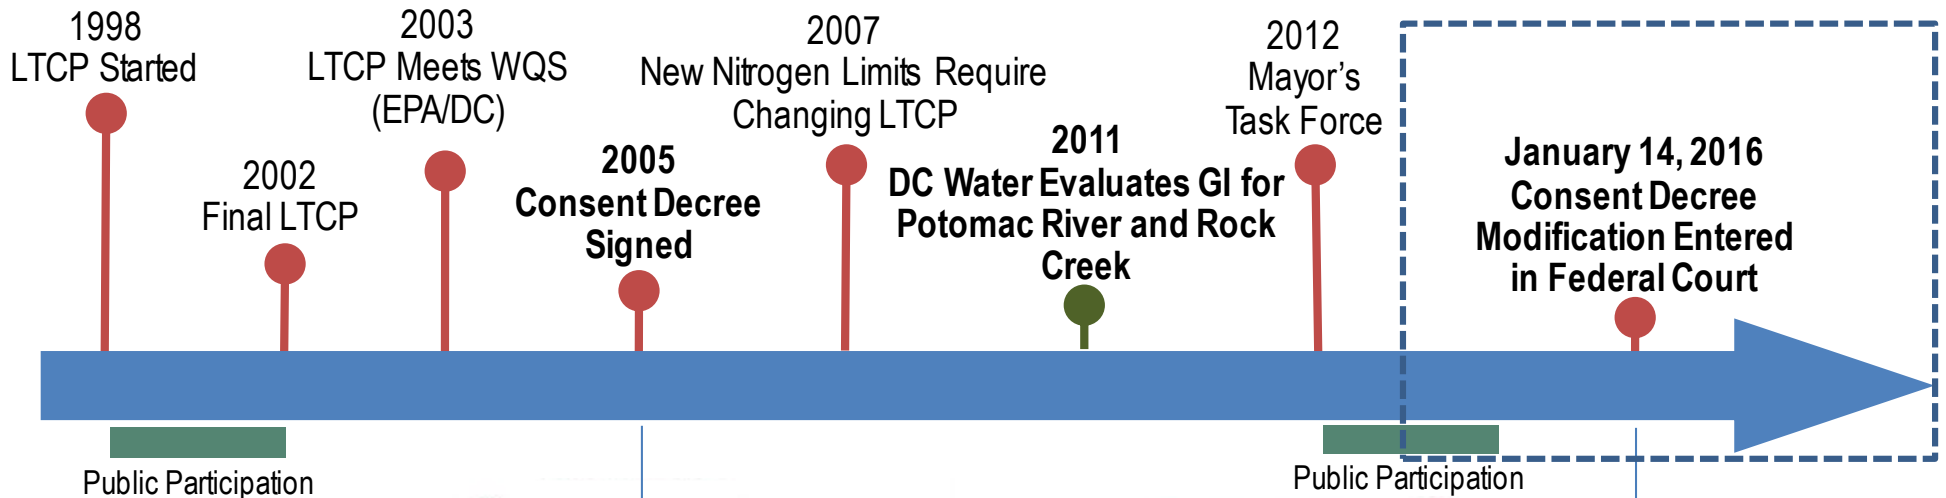 1998
LTCP Started
2002
Final LTCP
2003
LTCP Meets WQS
(EPA/DC)
2005
Consent Decree
Signed
2007
New Nitrogen Limits Require
Changing LTCP
2011
DC Water Evaluates GI for
Potomac River and Rock
Creek
2012
Mayor's
Task Force
January 14, 2016
Consent Decree
Modification Entered
in Federal Court
Public Participation
Public Participation